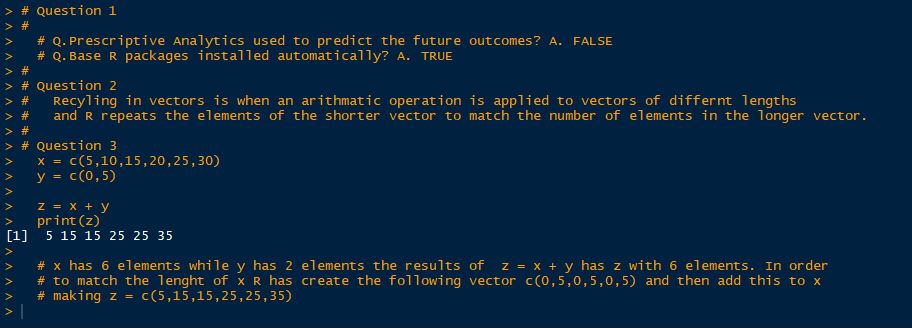 > # Question 1
> #
>   # Q.Prescriptive Analytics used to predict the future outcomes? A. FALSE
>   # Q.Base R packages installed automatically? A. TRUE
> #
> # Question 2
> #   Recyling in vectors is when an arithmatic operation is applied to vectors of differnt lengths
> #   and R repeats the elements of the shorter vector to match the number of elements in the longer vector.
> #
> # Question 3
>   x = c(5,10,15,20,25,30)
>   y = c(0,5)
>
>   z = x + y
>   print(z)
[1]  5 15 15 25 25 35
>
>   # x has 6 elements while y has 2 elements the results of  z = x + y has z with 6 elements. In order
>   # to match the lenght of x R has create the following vector c(0,5,0,5,0,5) and then add this to x
>   # making z = c(5,15,15,25,25,35)
>